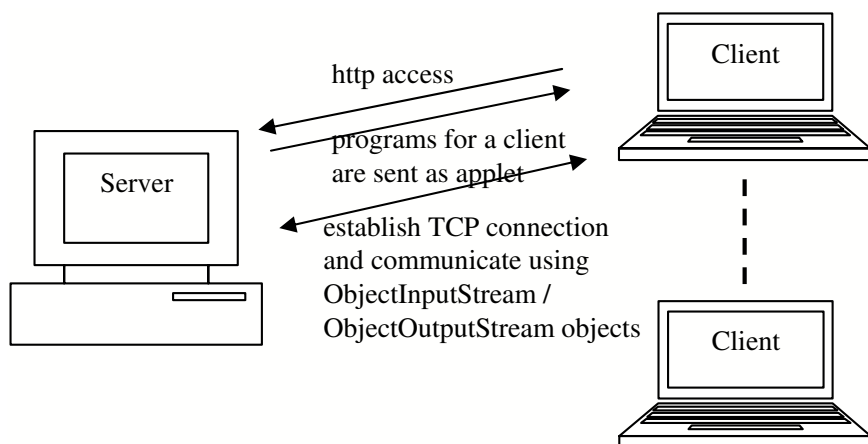 Client
http access
programs for a client
are sent as applet
Server
establish TCP connection
and communicate using
ObjectInputStream /
ObjectOutputStream objects
Client